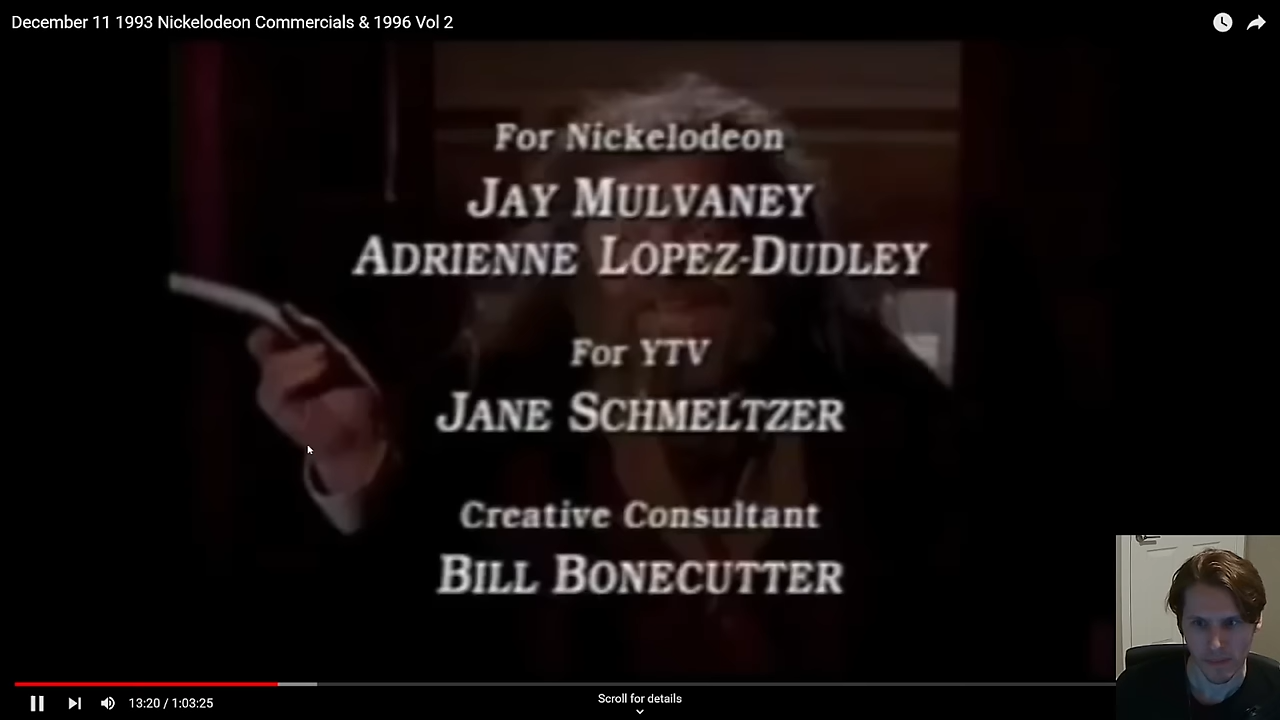 December 11 1993 Nickelodeon Commercials & 1996 Vol 2
For Nickelodeon
JAY MULVANEY
ADRIENNE LOPEZ-DUDLEY
For YTV
JANE SCHMELTZER
Creative Consultant
BILL BONECUTTER
13:20 / 1:03:25
Scroll for details